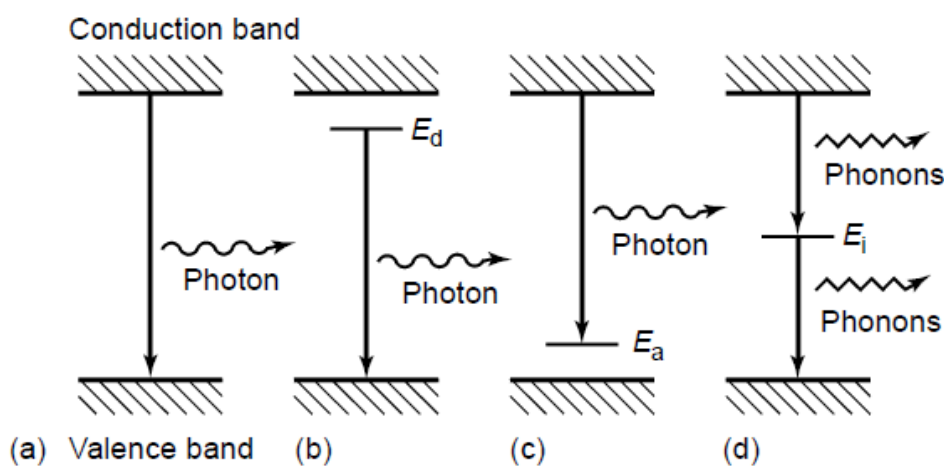 Conduction band
E_d
E_a
E_i
Photon
Photon
Photon
Phonons
Phonons
(a) Valence band (b) (c) (d)